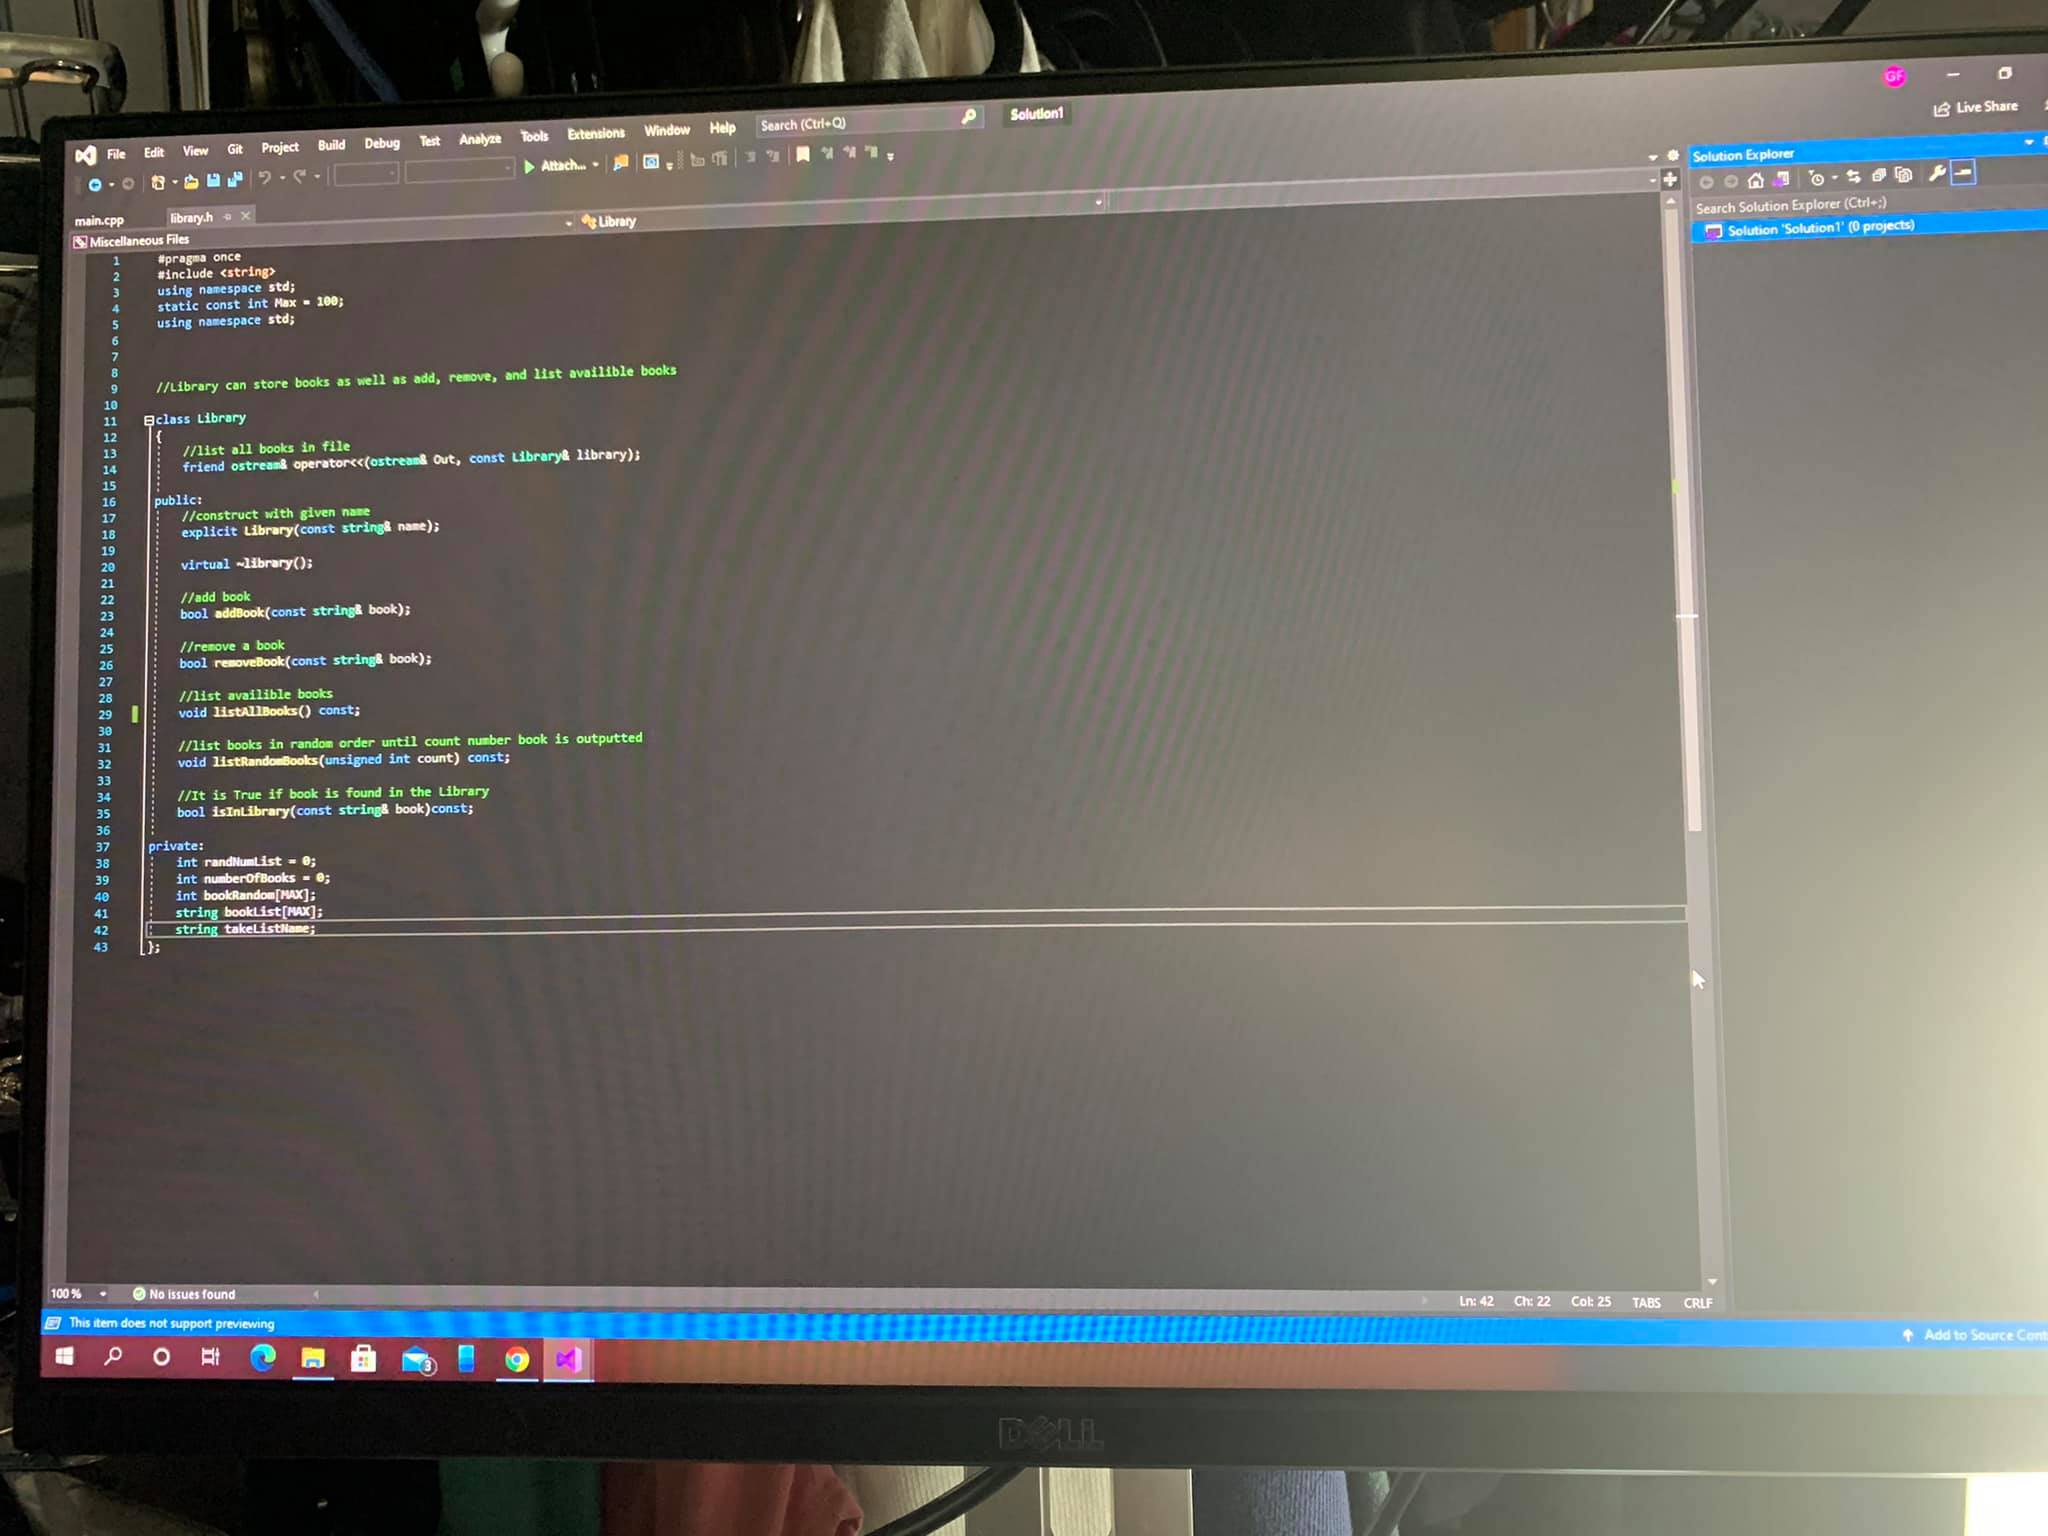 GF
File Edit View Git Project Build Debug Test Analyze Tools Extensions Window Help Search (Ctrl+Q) Solution1
Live Share
Attach...
main.cpp library.h
Miscellaneous Files Library
1 #pragma once
2 #include <string>
3 using namespace std;
4 static const int Max = 100;
5 using namespace std;
6
7
8
9 //Library can store books as well as add, remove, and list availible books
10
11 class Library
12 {
13 //list all books in file
14 friend ostream& operator<<(ostream& Out, const Library& library);
15
16 public:
17 //construct with given name
18 explicit Library(const string& name);
19
20 virtual ~library();
21
22 //add book
23 bool addBook(const string& book);
24
25 //remove a book
26 bool removeBook(const string& book);
27
28 //list availible books
29 void listAllBooks() const;
30
31 //list books in random order until count number book is outputted
32 void listRandomBooks(unsigned int count) const;
33
34 //It is True if book is found in the Library
35 bool isInLibrary(const string& book)const;
36
37 private:
38 int randNumList = 0;
39 int numberOfBooks = 0;
40 int bookRandom[MAX];
41 string bookList[MAX];
42 string takeListName;
43 };
Solution Explorer
Search Solution Explorer (Ctrl+;)
Solution 'Solution1' (0 projects)
100 % No issues found Ln: 42 Ch: 22 Col: 25 TABS CRLF
This item does not support previewing
Add to Source Cont
3
DELL